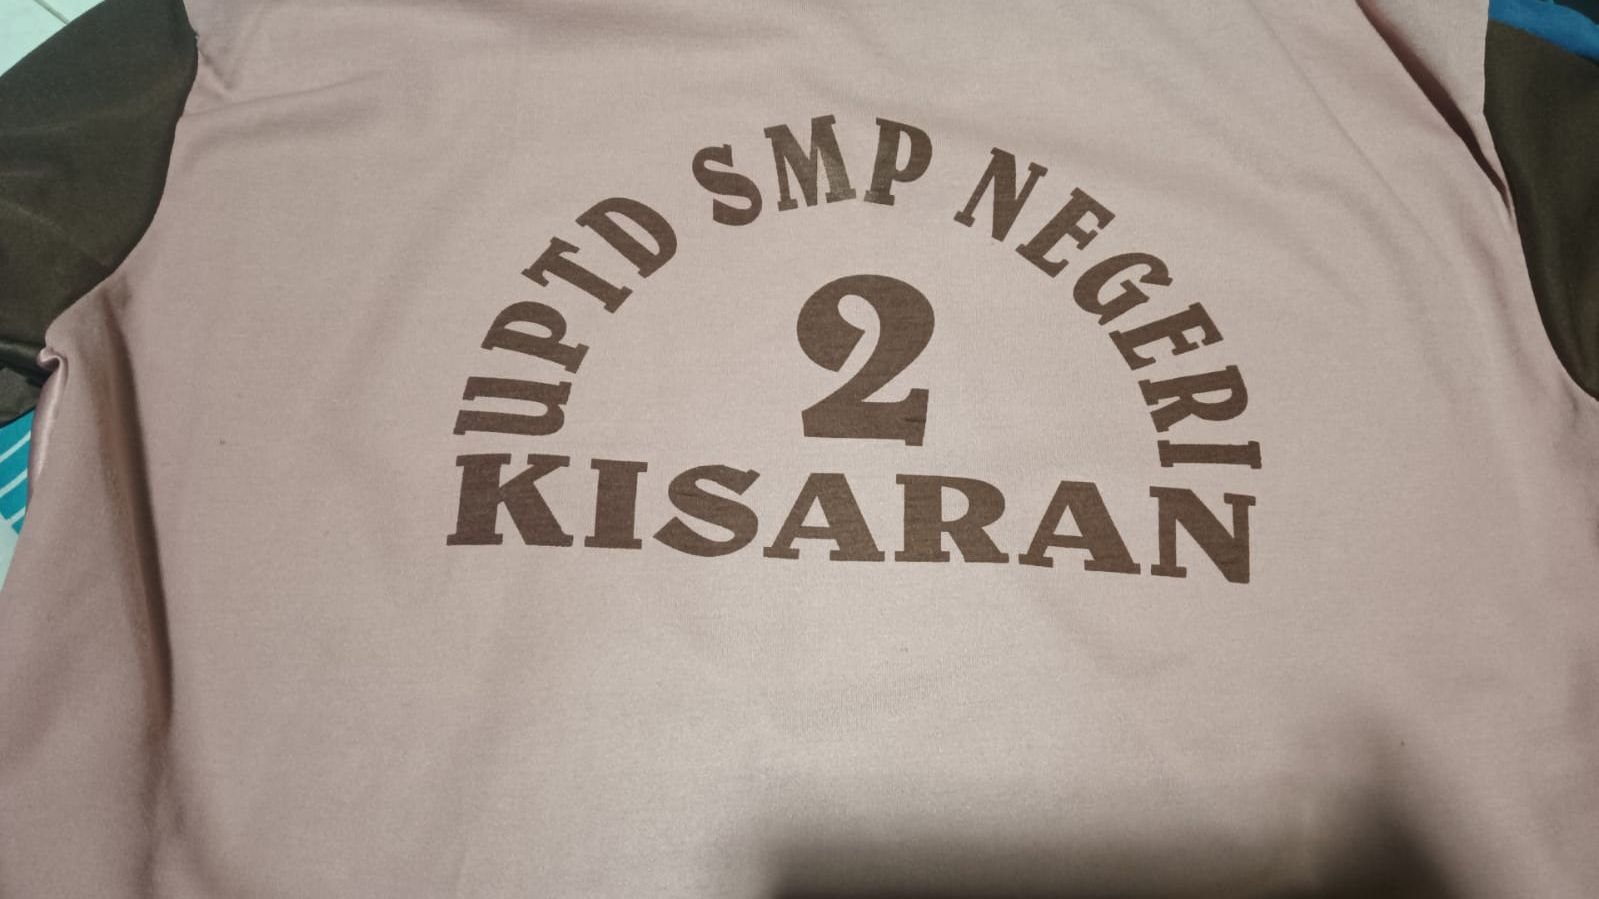 UPTD SMP NEGERI
2
KISARAN